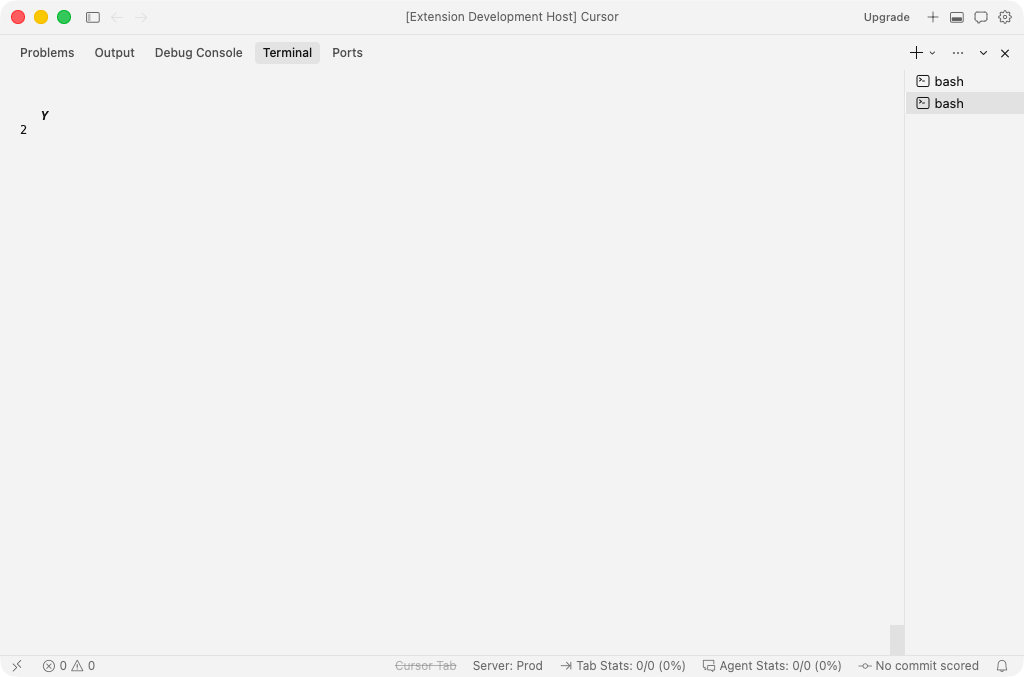 [Extension Development Host] Cursor
Upgrade
Problems Output Debug Console Terminal Ports
bash
bash
Y
2
0 0 Cursor Tab Server: Prod Tab Stats: 0/0 (0%) Agent Stats: 0/0 (0%) No commit scored